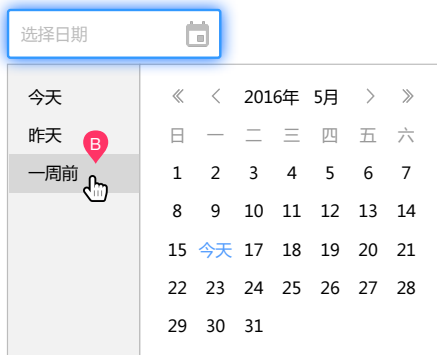 选择日期
今天
昨天
B
一周前
2016年 5月
日 一 二 三 四 五 六
1 2 3 4 5 6 7
8 9 10 11 12 13 14
15 今天 17 18 19 20 21
22 23 24 25 26 27 28
29 30 31